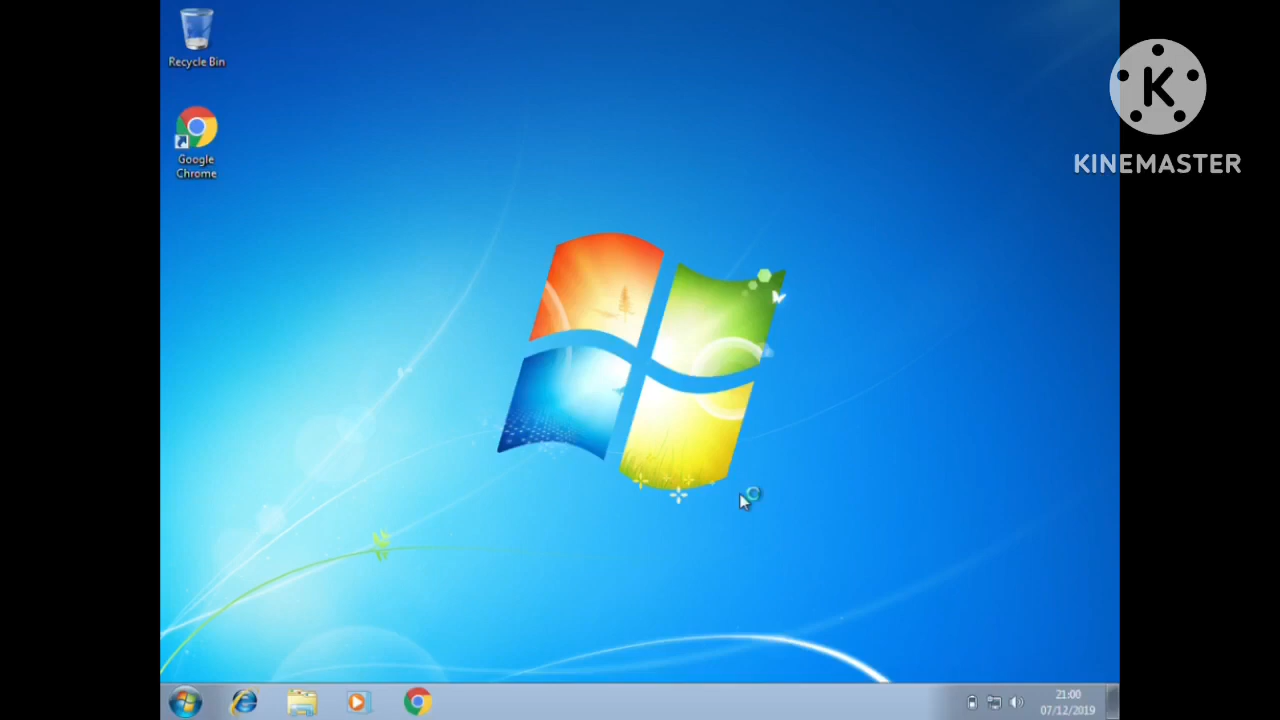 Recycle Bin
Google
Chrome
K
KINEMASTER
21:00
07/12/2019